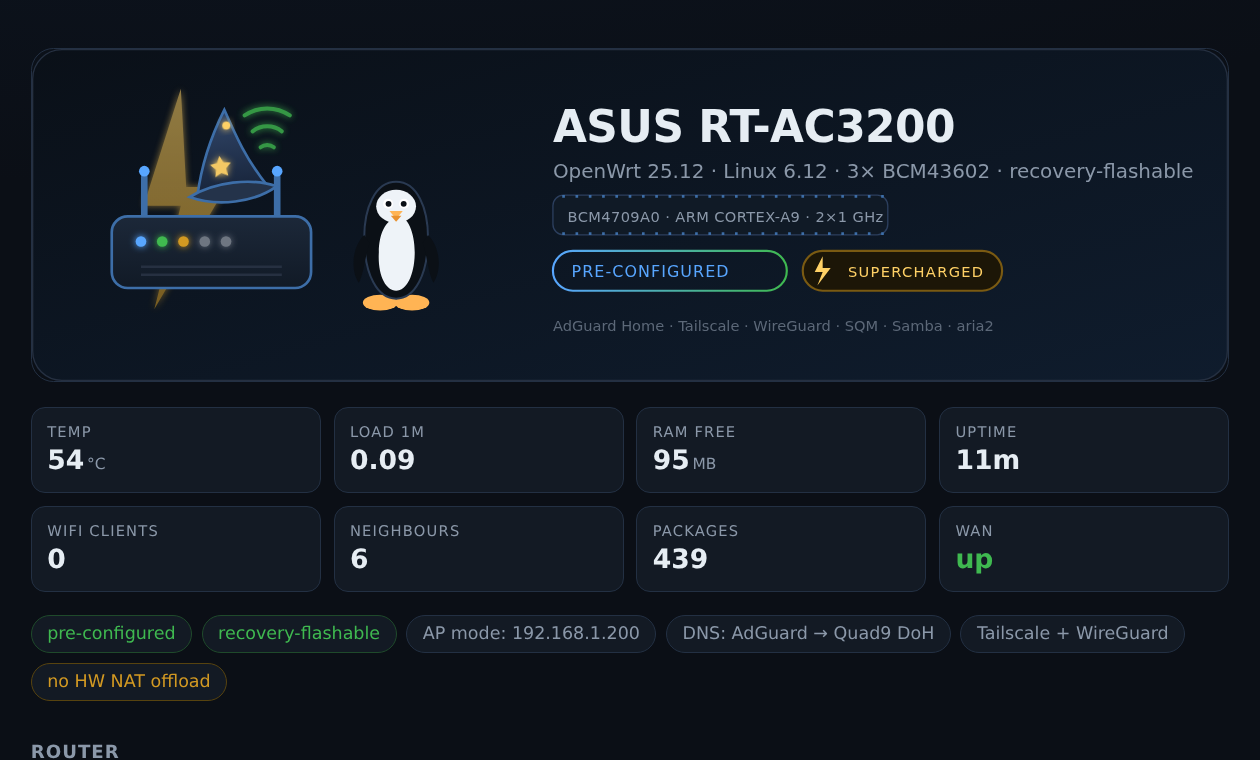 ASUS RT-AC3200
OpenWrt 25.12 · Linux 6.12 · 3× BCM43602 · recovery-flashable
BCM4709A0 · ARM CORTEX-A9 · 2×1 GHz
PRE-CONFIGURED
SUPERCHARGED
AdGuard Home · Tailscale · WireGuard · SQM · Samba · aria2
TEMP
54 °C
LOAD 1M
0.09
RAM FREE
95 MB
UPTIME
11m
WIFI CLIENTS
0
NEIGHBOURS
6
PACKAGES
439
WAN
up
pre-configured
recovery-flashable
AP mode: 192.168.1.200
DNS: AdGuard → Quad9 DoH
Tailscale + WireGuard
no HW NAT offload
ROUTER